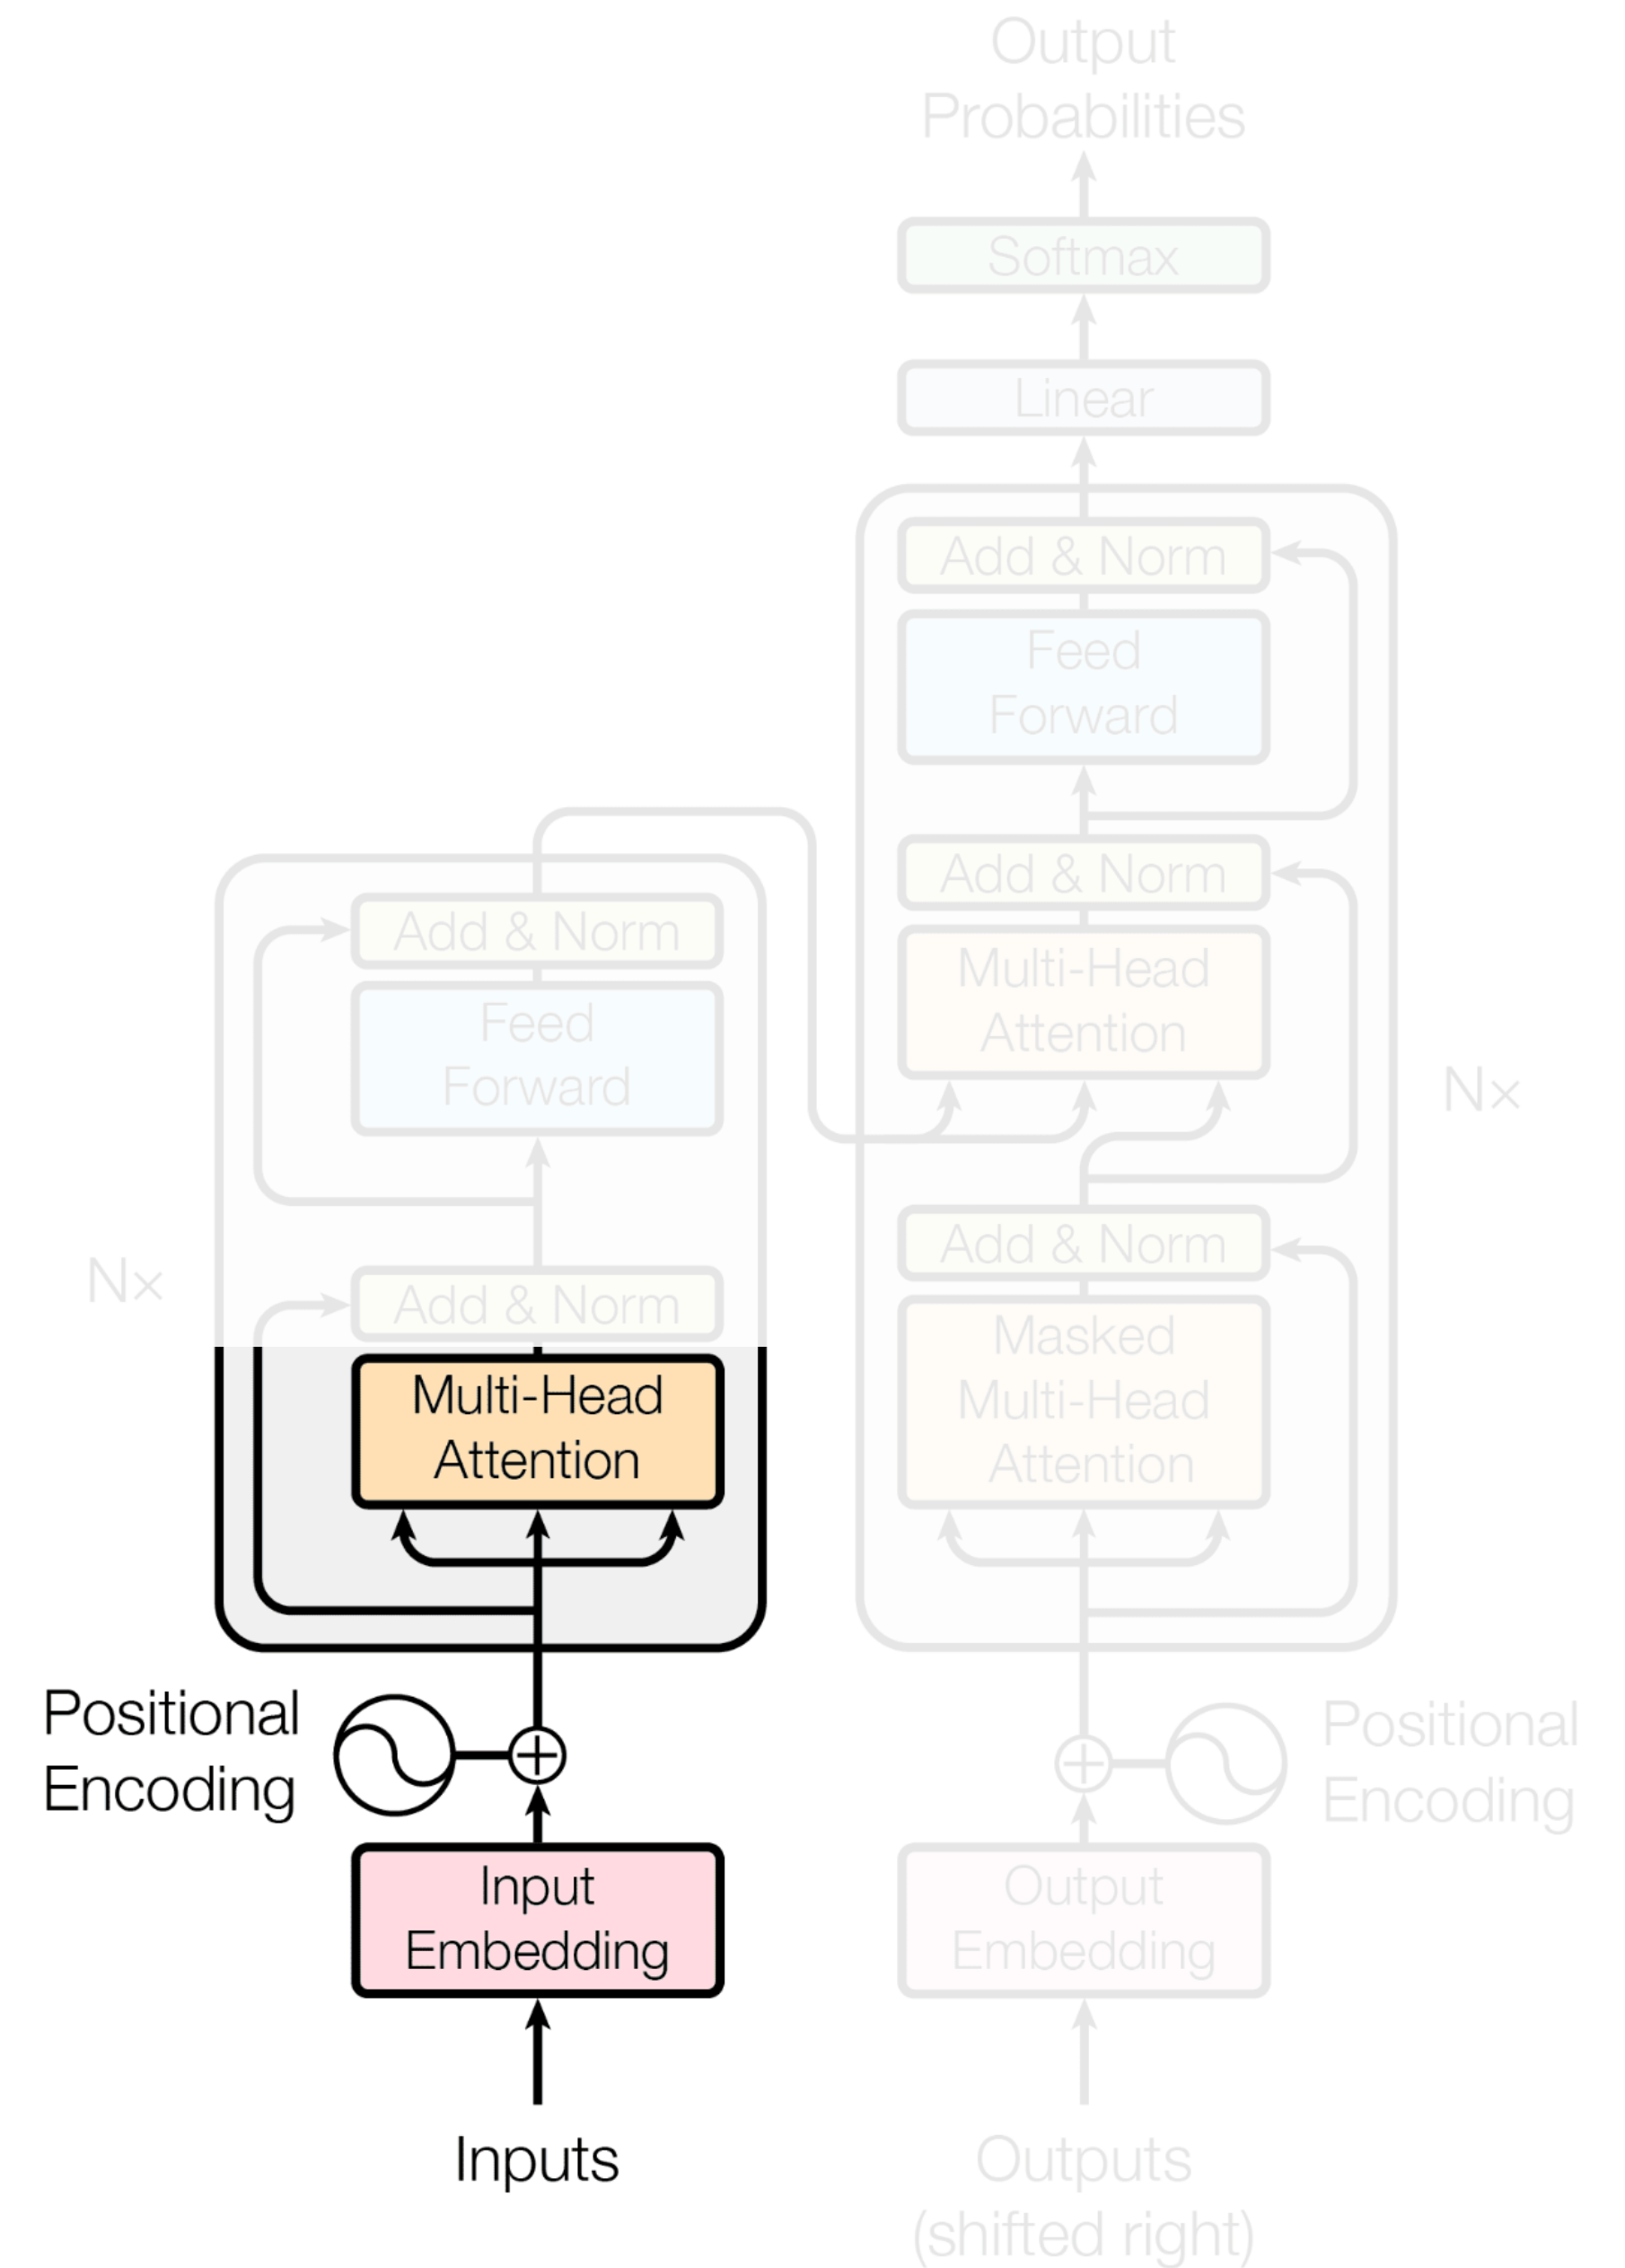 Output
Probabilities
Softmax
Linear
Add & Norm
Feed
Forward
Add & Norm
Multi-Head
Attention
Nx
Add & Norm
Masked
Multi-Head
Attention
Add & Norm
Feed
Forward
Nx
Add & Norm
Multi-Head
Attention
Positional
Encoding
Input
Embedding
Inputs
Positional
Encoding
Output
Embedding
Outputs
(shifted right)